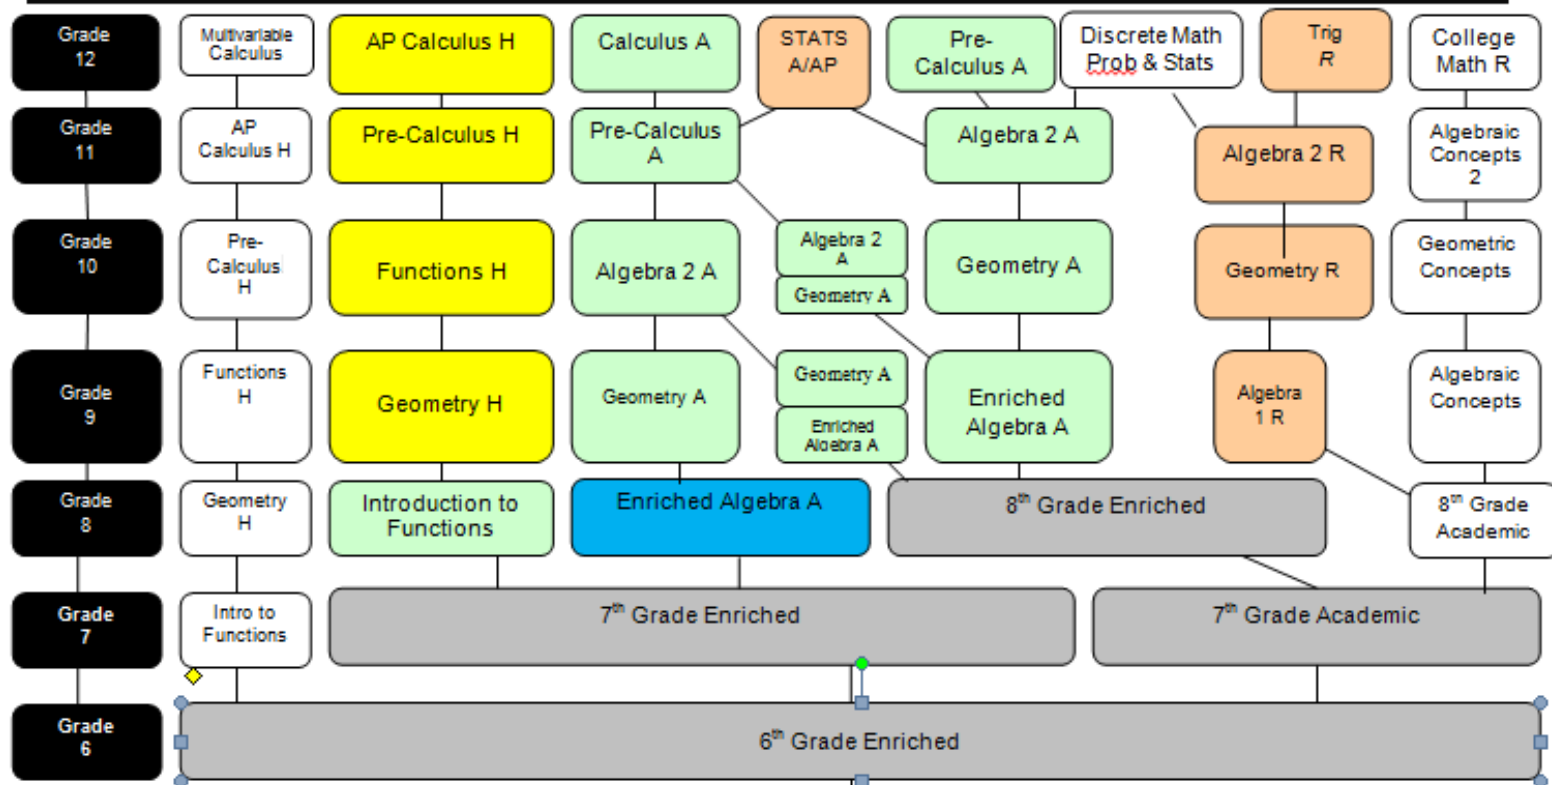 Grade
12
Multivariable
Calculus
AP Calculus H
Calculus A
STATS
A/AP
Pre-
Calculus A
Discrete Math
Prob & Stats
Trig
R
College
Math R
Grade
11
AP
Calculus H
Pre-Calculus H
Pre-Calculus
A
Algebra 2 A
Algebra 2 R
Algebraic
Concepts
2
Grade
10
Pre-
Calculus
H
Functions H
Algebra 2 A
Algebra 2
A
Geometry A
Geometry A
Geometry R
Geometric
Concepts
Grade
9
Functions
H
Geometry H
Geometry A
Geometry A
Enriched
Algebra A
Enriched
Algebra A
Algebra
1 R
Algebraic
Concepts
Grade
8
Geometry
H
Introduction to
Functions
Enriched Algebra A
8th Grade Enriched
8th Grade
Academic
Grade
7
Intro to
Functions
7th Grade Enriched
7th Grade Academic
Grade
6
6th Grade Enriched